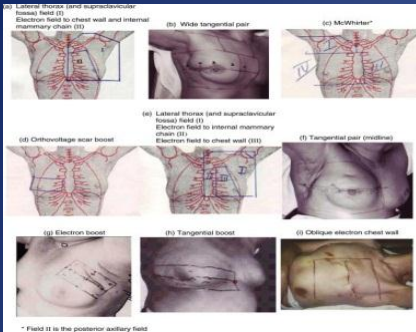 (a) Lateral thorax (and supraclavicular
fossa) field (I)
Electron field to chest wall and internal
mammary chain (II)
(b) Wide tangential pair
(c) McWhirter*
(d) Orthovoltage scar boost
(e) Lateral thorax (and supraclavicular
fossa) field (I)
Electron field to internal mammary
chain (II)
Electron field to chest wall (III)
(f) Tangential pair (midline)
(g) Electron boost
(h) Tangential boost
(i) Oblique electron chest wall
* Field II is the posterior axillary field